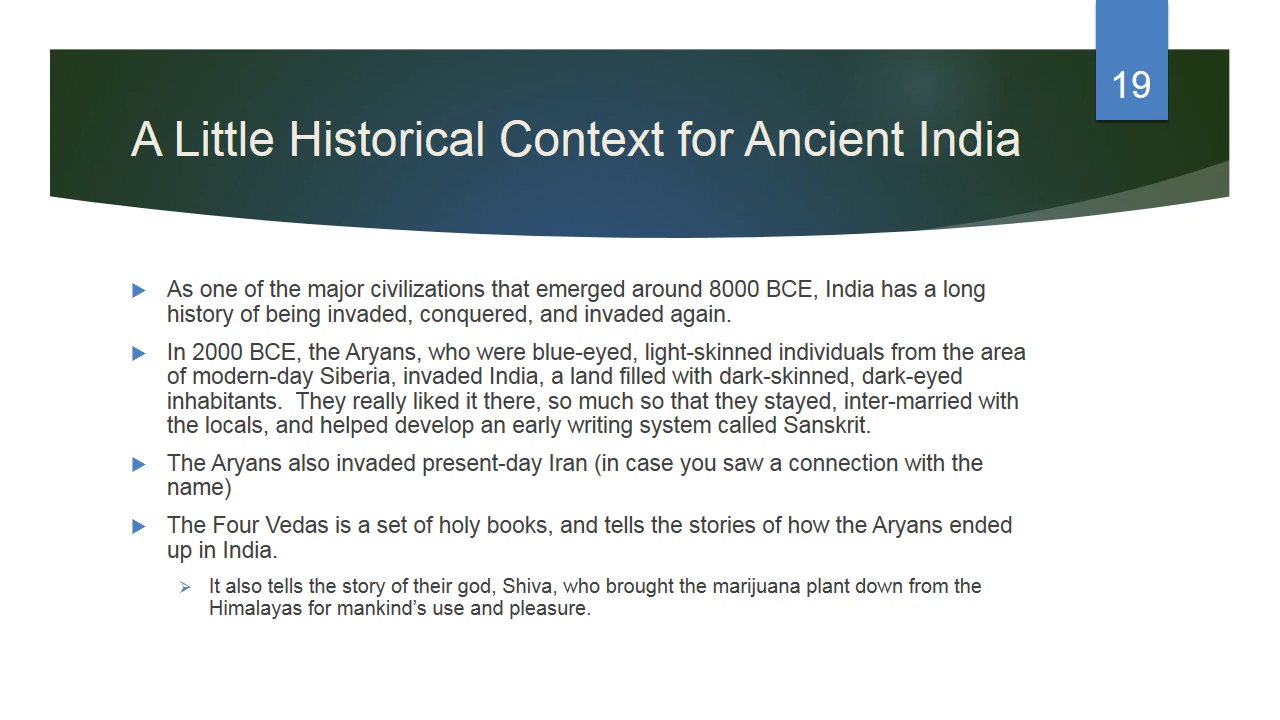 19
A Little Historical Context for Ancient India
As one of the major civilizations that emerged around 8000 BCE, India has a long
history of being invaded, conquered, and invaded again.
In 2000 BCE, the Aryans, who were blue-eyed, light-skinned individuals from the area
of modern-day Siberia, invaded India, a land filled with dark-skinned, dark-eyed
inhabitants.  They really liked it there, so much so that they stayed, inter-married with
the locals, and helped develop an early writing system called Sanskrit.
The Aryans also invaded present-day Iran (in case you saw a connection with the
name)
The Four Vedas is a set of holy books, and tells the stories of how the Aryans ended
up in India.
It also tells the story of their god, Shiva, who brought the marijuana plant down from the
Himalayas for mankind’s use and pleasure.